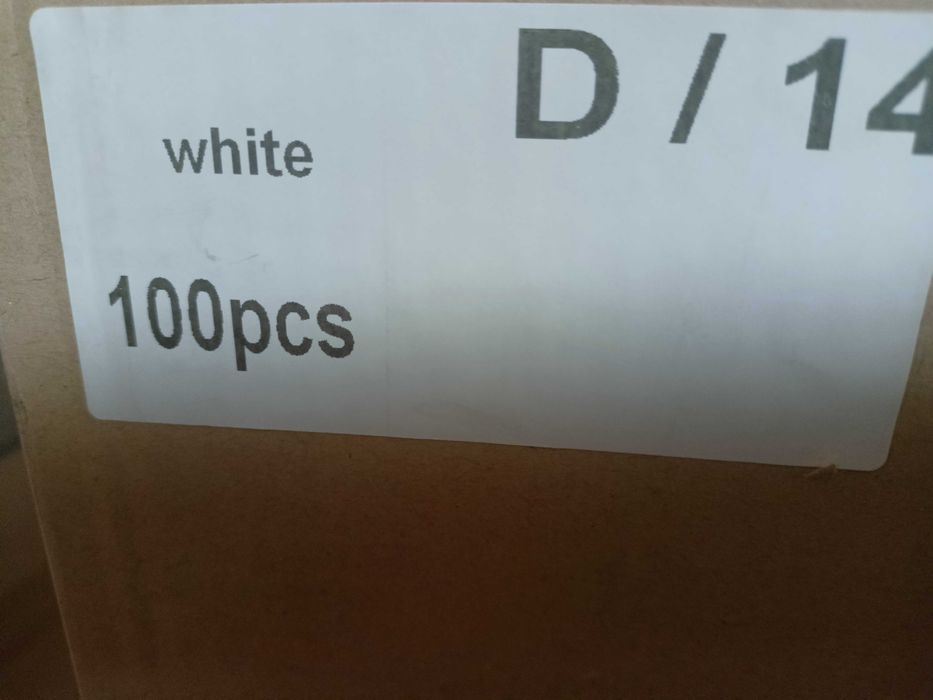 D / 14
white
100pcs